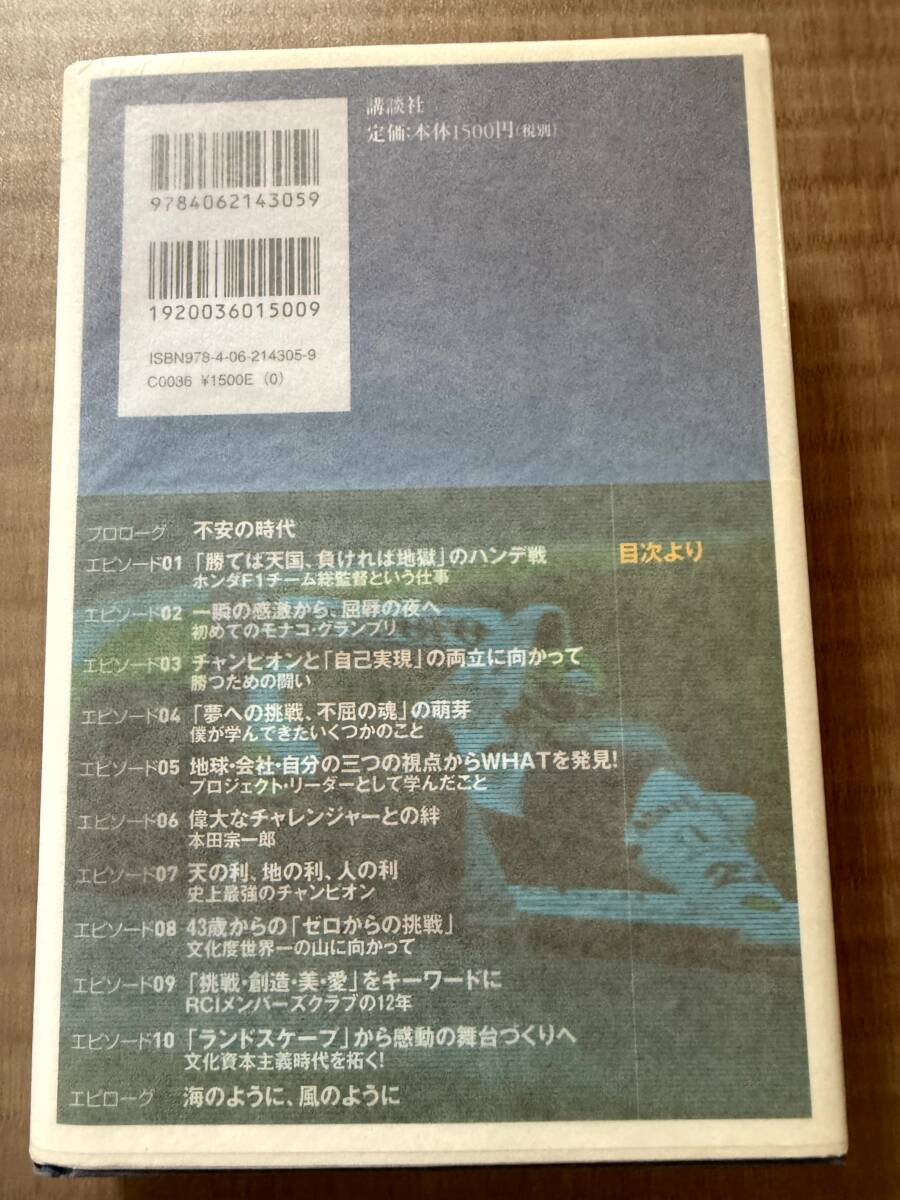 講談社
定価:本体1500円(税別)
9784062143059
1920036015009
ISBN978-4-06-214305-9
C0036 ¥1500E (0)
目次より
プロローグ 不安の時代
エピソード01 「勝てば天国、負ければ地獄」のハンデ戦
ホンダF1チーム総監督という仕事
エピソード02 一瞬の感激から、屈辱の夜へ
初めてのモナコ・グランプリ
エピソード03 チャンピオンと「自己実現」の両立に向かって
勝つための闘い
エピソード04 「夢への挑戦、不屈の魂」の萌芽
僕が学んできたいくつかのこと
エピソード05 地球・会社・自分の三つの視点からWHATを発見!
プロジェクト・リーダーとして学んだこと
エピソード06 偉大なチャレンジャーとの絆
本田宗一郎
エピソード07 天の利、地の利、人の利
史上最強のチャンピオン
エピソード08 43歳からの「ゼロからの挑戦」
文化度世界一の山に向かって
エピソード09 「挑戦・創造・美・愛」をキーワードに
RCIメンバーズクラブの12年
エピソード10 「ランドスケープ」から感動の舞台づくりへ
文化資本主義時代を拓く!
エピローグ 海のように、風のように